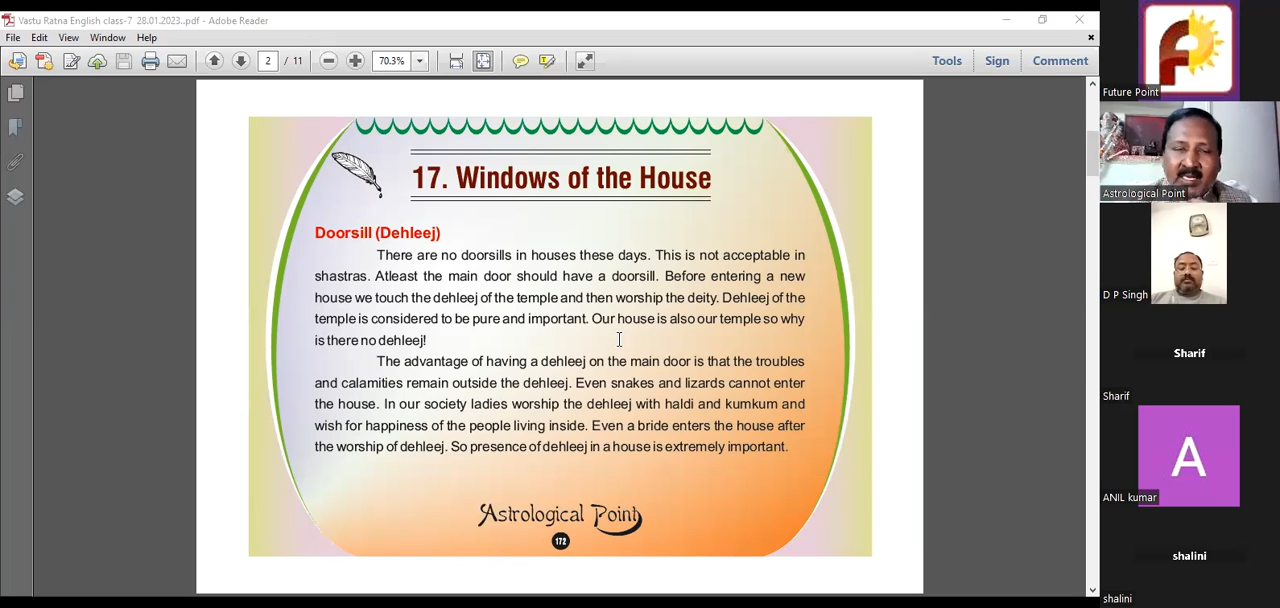 Vastu Ratna English class-7 28.01.2023..pdf - Adobe Reader
File Edit View Window Help
2 / 11 70.3% Tools Sign Comment
17. Windows of the House
Doorsill (Dehleej)
There are no doorsills in houses these days. This is not acceptable in
shastras. Atleast the main door should have a doorsill. Before entering a new
house we touch the dehleej of the temple and then worship the deity. Dehleej of the
temple is considered to be pure and important. Our house is also our temple so why
is there no dehleej!
The advantage of having a dehleej on the main door is that the troubles
and calamities remain outside the dehleej. Even snakes and lizards cannot enter
the house. In our society ladies worship the dehleej with haldi and kumkum and
wish for happiness of the people living inside. Even a bride enters the house after
the worship of dehleej. So presence of dehleej in a house is extremely important.
Astrological Point
172
Future Point
Astrological Point
D P Singh
Sharif
Sharif
A
ANIL kumar
shalini
shalini